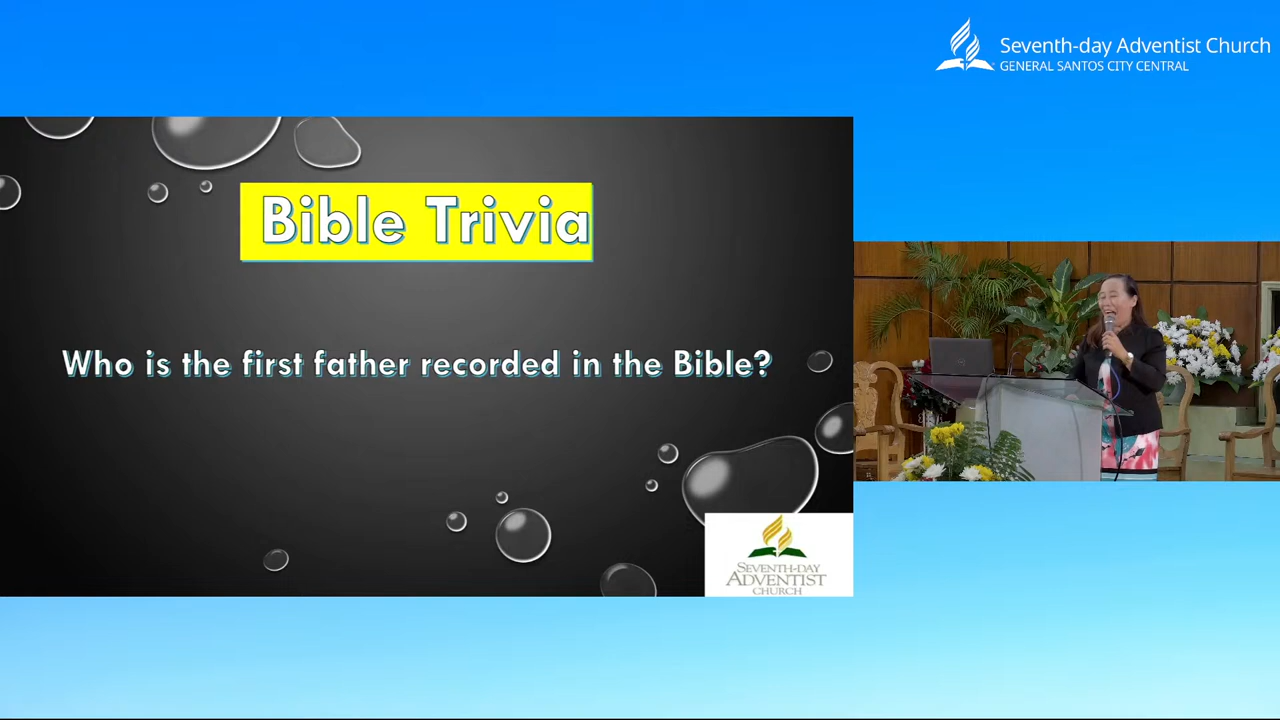 Seventh-day Adventist Church
GENERAL SANTOS CITY CENTRAL
Bible Trivia
Who is the first father recorded in the Bible?
SEVENTH-DAY
ADVENTIST
CHURCH